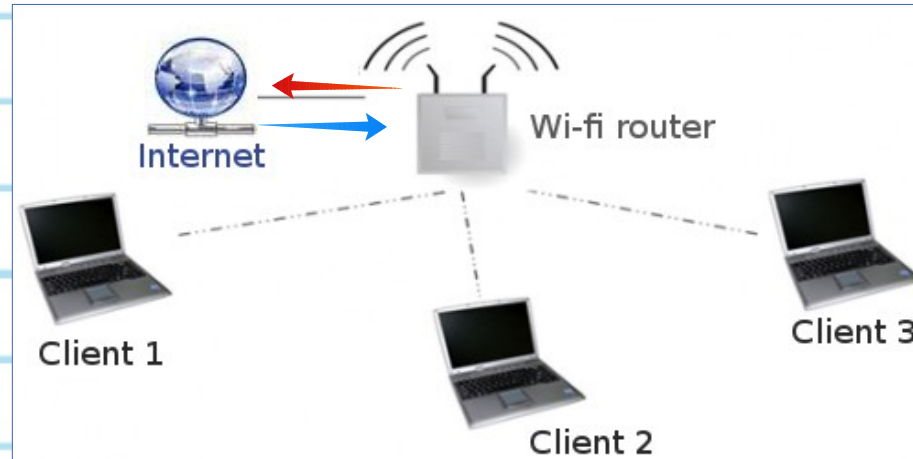 Wi-fi router
Internet
Client 1
Client 3
Client 2